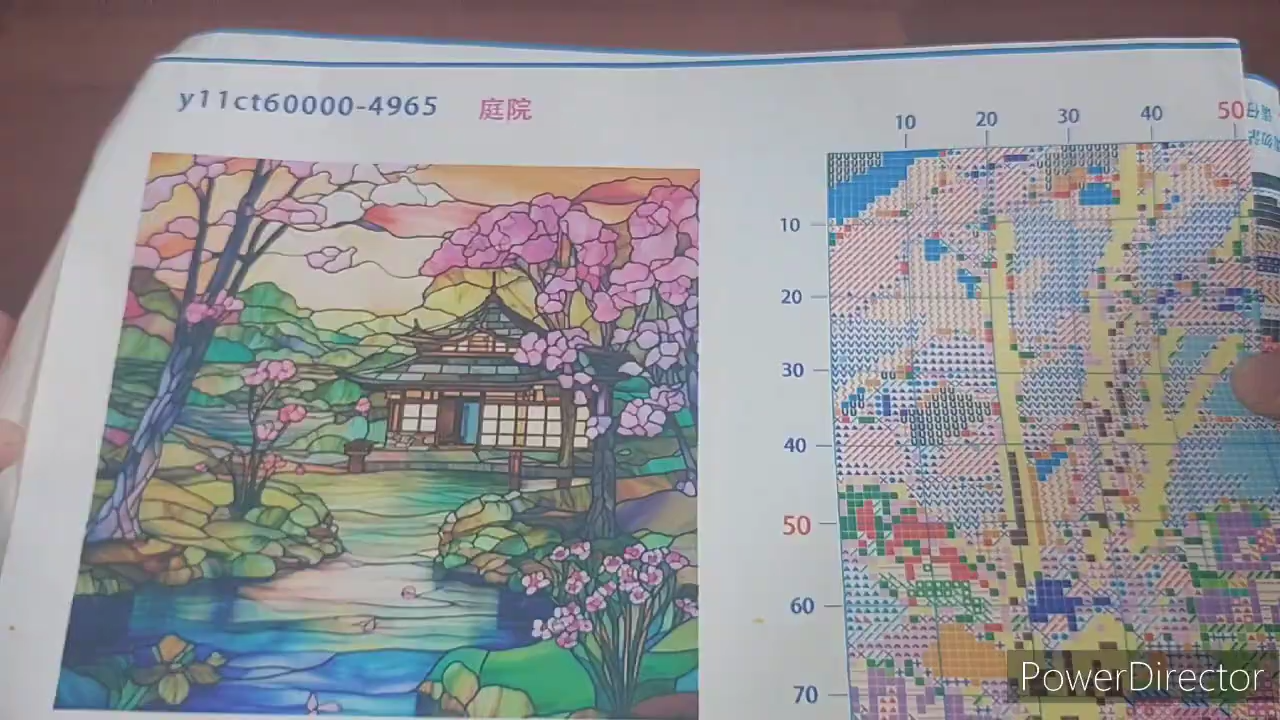 y11ct60000-4965 庭院
10 20 30 40 50
10
20
30
40
50
60
70
PowerDirector